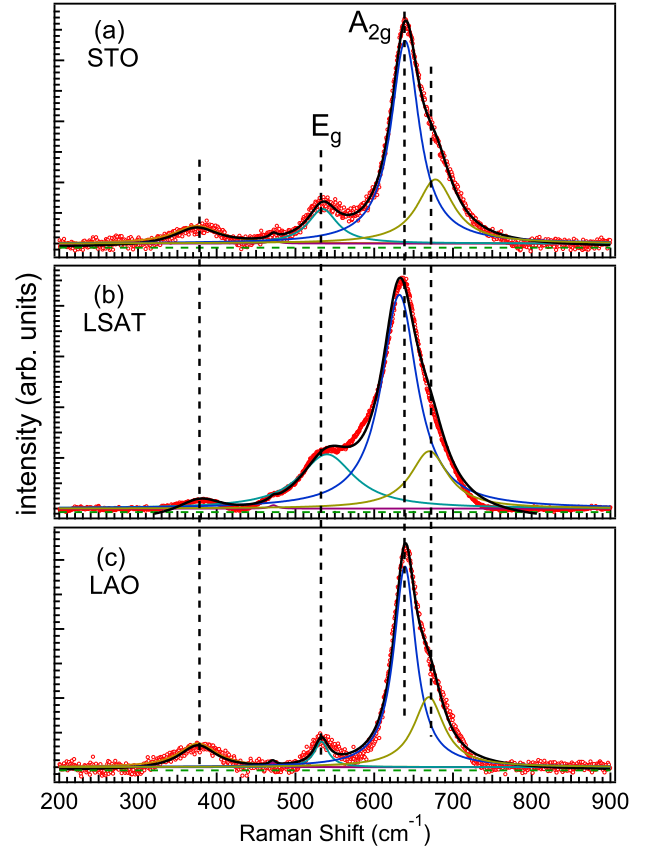 (a)
STO
A2g
Eg
(b)
LSAT
(c)
LAO
intensity (arb. units)
200 300 400 500 600 700 800 900
Raman Shift (cm-1)